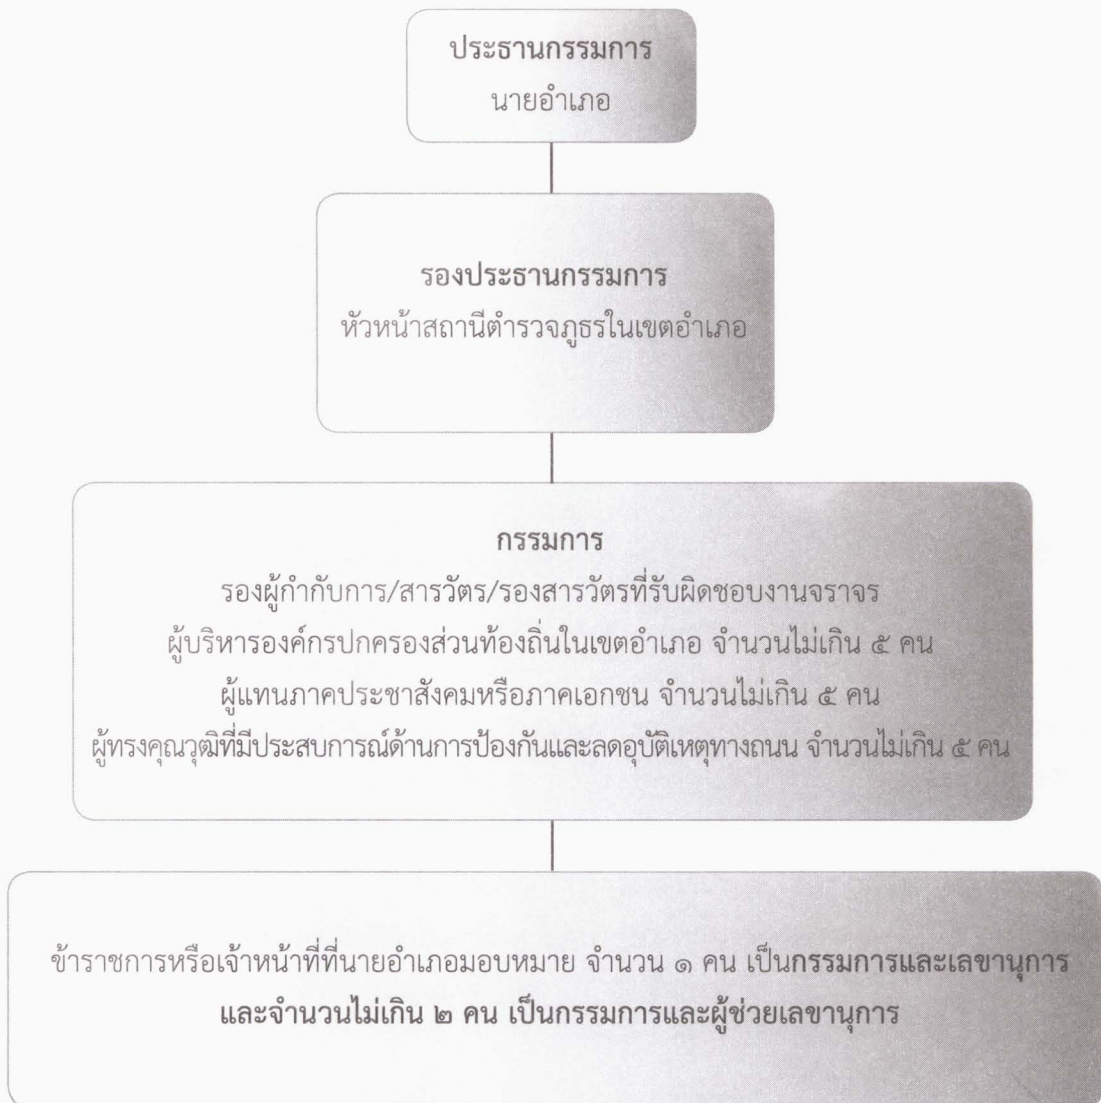 ประธานกรรมการ
นายอำเภอ
รองประธานกรรมการ
หัวหน้าสถานีตำรวจภูธรในเขตอำเภอ
กรรมการ
รองผู้กำกับการ/สารวัตร/รองสารวัตรที่รับผิดชอบงานจราจร
ผู้บริหารองค์กรปกครองส่วนท้องถิ่นในเขตอำเภอ จำนวนไม่เกิน ๕ คน
ผู้แทนภาคประชาสังคมหรือภาคเอกชน จำนวนไม่เกิน ๕ คน
ผู้ทรงคุณวุฒิที่มีประสบการณ์ด้านการป้องกันและลดอุบัติเหตุทางถนน จำนวนไม่เกิน ๕ คน
ข้าราชการหรือเจ้าหน้าที่ที่นายอำเภอมอบหมาย จำนวน ๑ คน เป็นกรรมการและเลขานุการ
และจำนวนไม่เกิน ๒ คน เป็นกรรมการและผู้ช่วยเลขานุการ